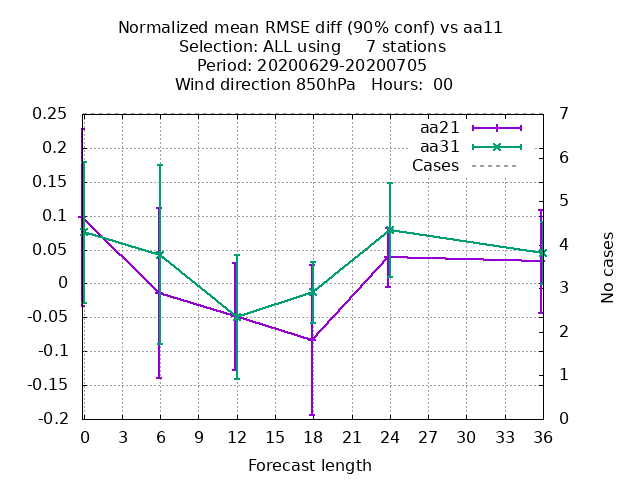 Normalized mean RMSE diff (90% conf) vs aa11
Selection: ALL using     7 stations
Period: 20200629-20200705
Wind direction 850hPa   Hours:  00
aa21
aa31
Cases
0.25
0.2
0.15
0.1
0.05
0
-0.05
-0.1
-0.15
-0.2
7
6
5
4
3
2
1
0
No cases
0 3 6 9 12 15 18 21 24 27 30 33 36
Forecast length